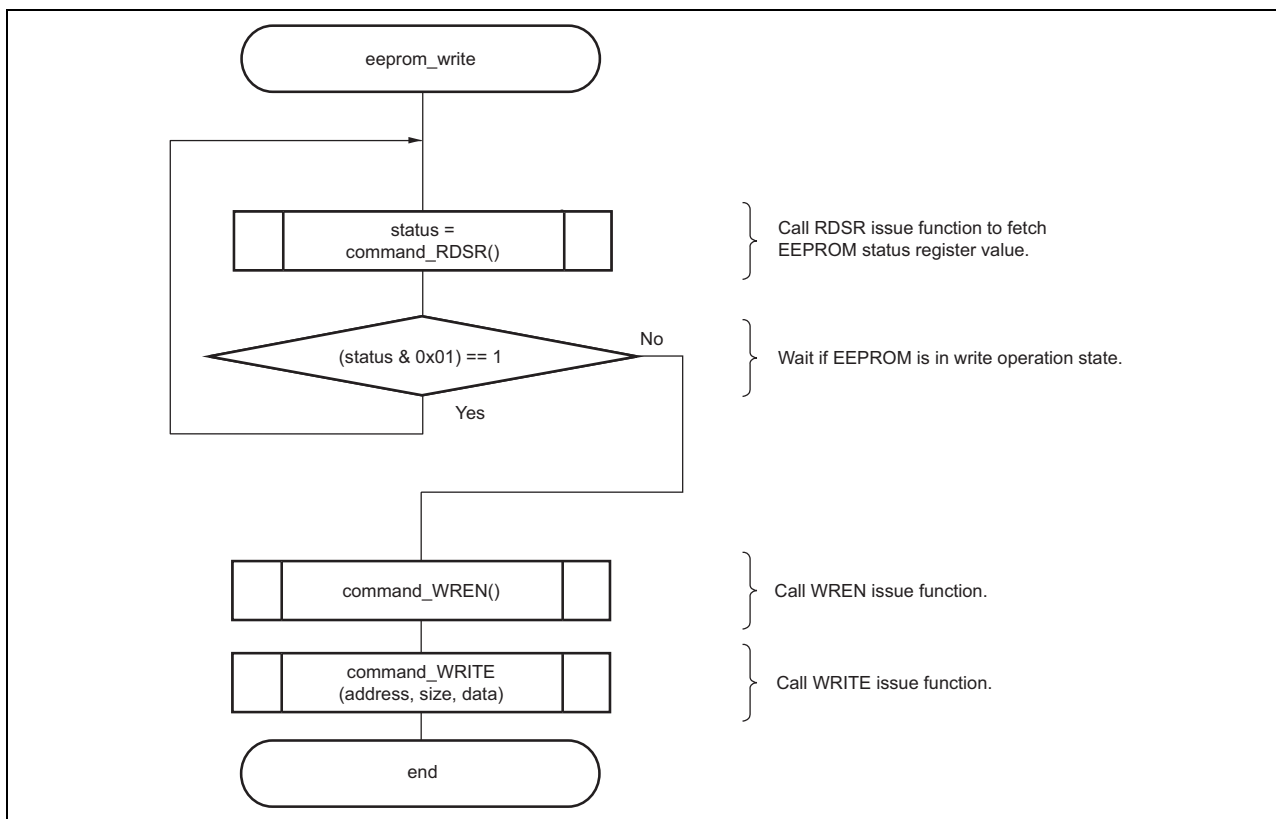 eeprom_write
status =
command_RDSR()
Call RDSR issue function to fetch
EEPROM status register value.
(status & 0x01) == 1
No
Wait if EEPROM is in write operation state.
Yes
command_WREN()
Call WREN issue function.
command_WRITE
(address, size, data)
Call WRITE issue function.
end